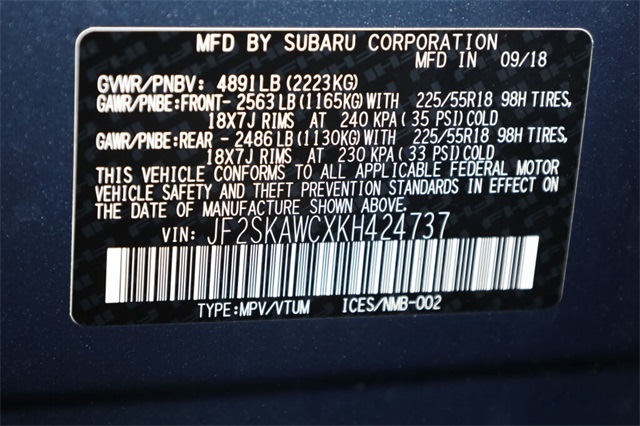 MFD BY SUBARU CORPORATION
MFD IN 09/18
GVWR/PNBV: 4891LB (2223KG)
GAWR/PNBE:FRONT- 2563LB(1165KG)WITH 225/55R18 98H TIRES,
18X7J RIMS AT 240 KPA( 35 PSI)COLD
GAWR/PNBE:REAR - 2486LB(1130KG)WITH 225/55R18 98H TIRES,
18X7J RIMS AT 230 KPA( 33 PSI)COLD
THIS VEHICLE CONFORMS TO ALL APPLICABLE FEDERAL MOTOR
VEHICLE SAFETY AND THEFT PREVENTION STANDARDS IN EFFECT ON
THE DATE OF MANUFACTURE SHOWN ABOVE.
VIN: JF2SKAWCXKH424737
TYPE:MPV/VTUM ICES/NMB-002